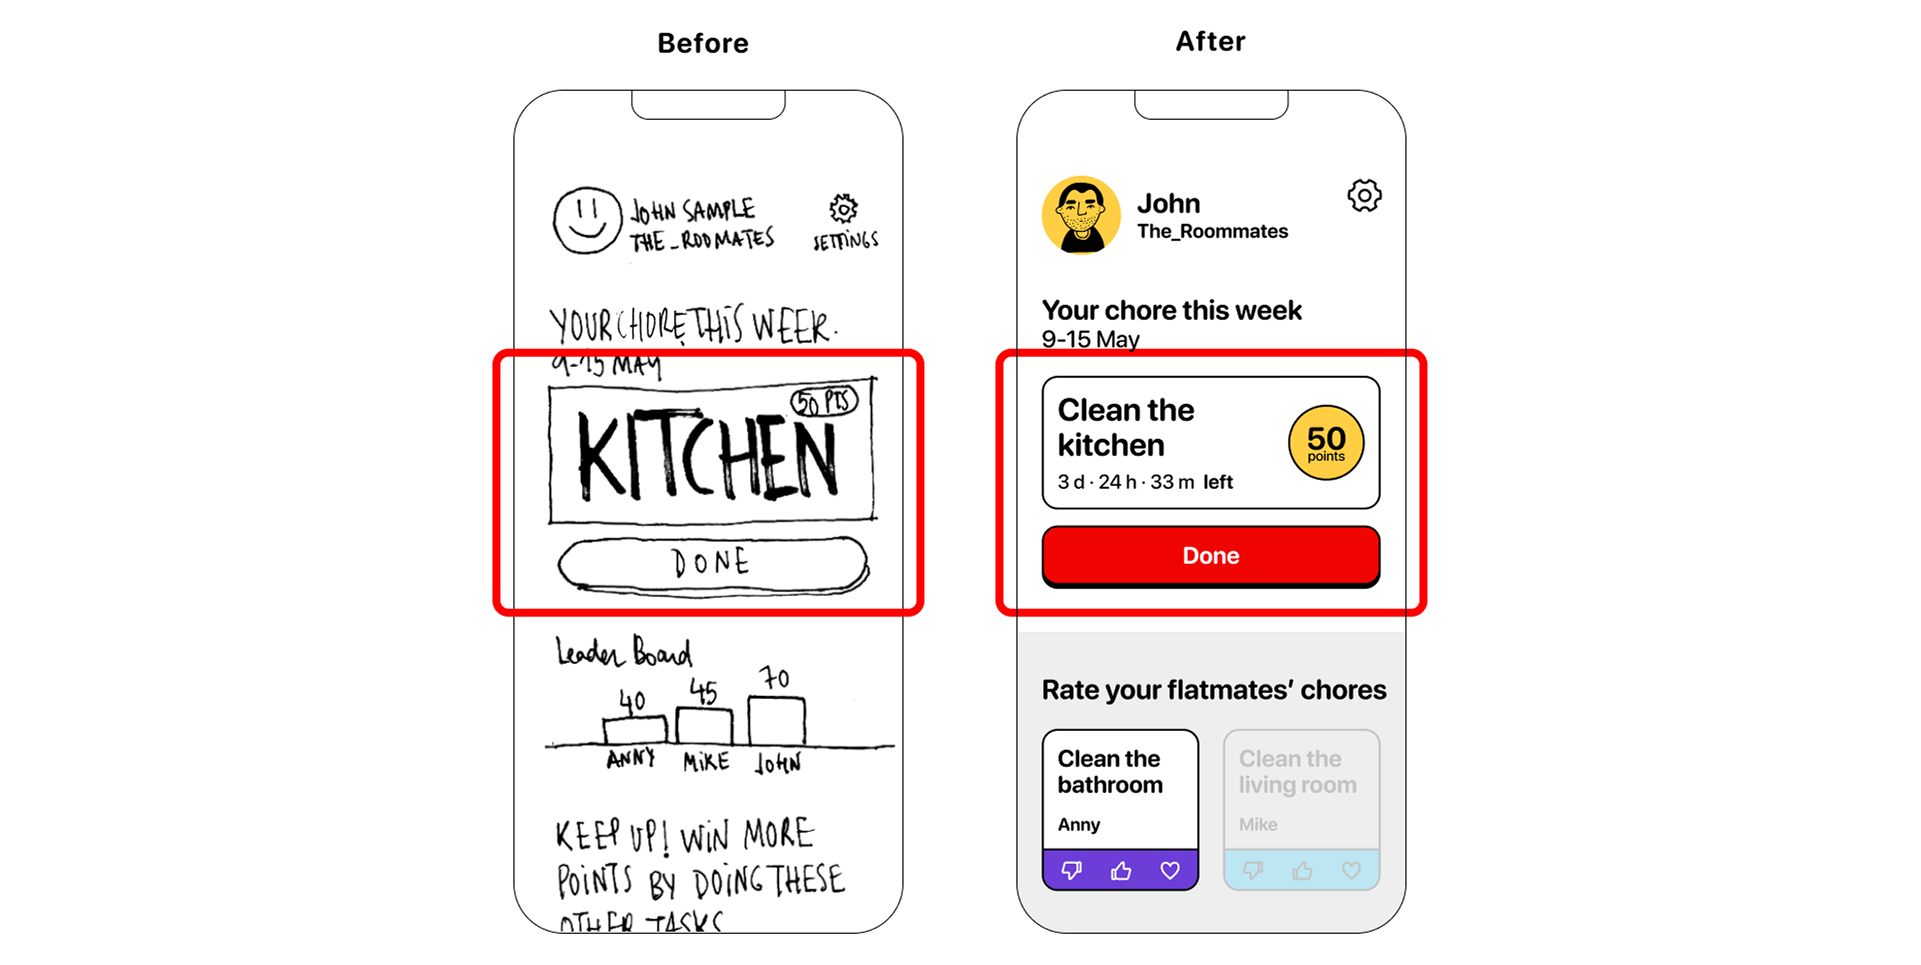 Before
JOHN SAMPLE
THE_ROOMATES
SETTINGS
YOUR CHORE THIS WEEK.
9-15 MAY
50 PTS
KITCHEN
DONE
Leader Board
40
45
70
ANNY
MIKE
JOHN
KEEP UP! WIN MORE
POINTS BY DOING THESE
OTHER TASKS
After
John
The_Roommates
Your chore this week
9-15 May
Clean the
kitchen
50
points
3 d · 24 h · 33 m left
Done
Rate your flatmates’ chores
Clean the
bathroom
Anny
Clean the
living room
Mike